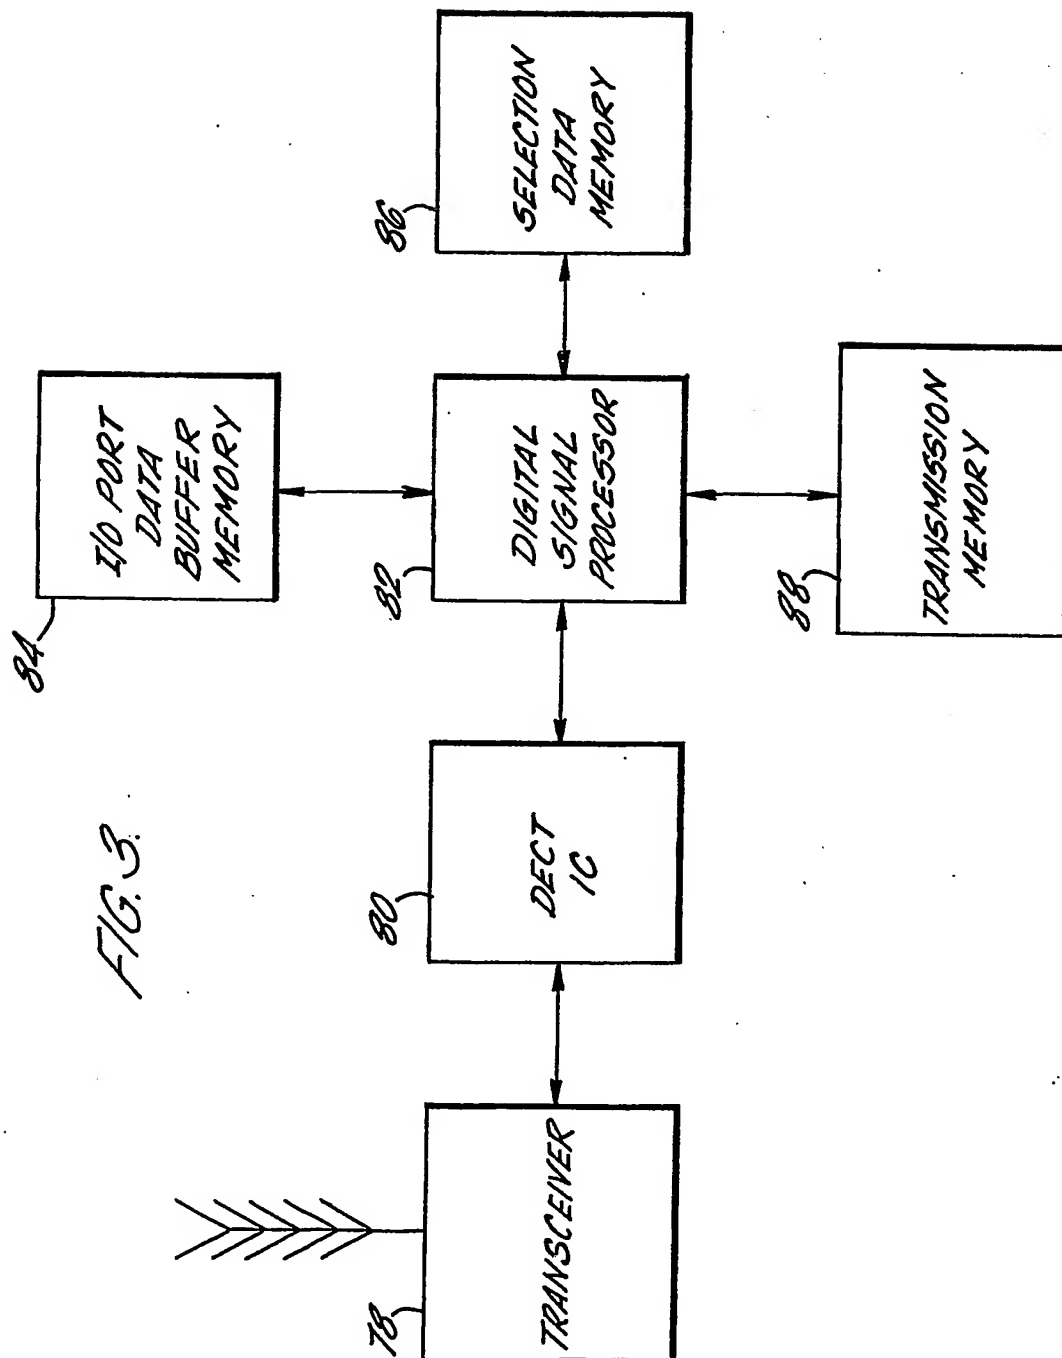 84
I/O PORT
DATA
BUFFER
MEMORY
86
SELECTION
DATA
MEMORY
82
DIGITAL
SIGNAL
PROCESSOR
80
DECT
IC
78
TRANSCEIVER
88
TRANSMISSION
MEMORY
FIG. 3.